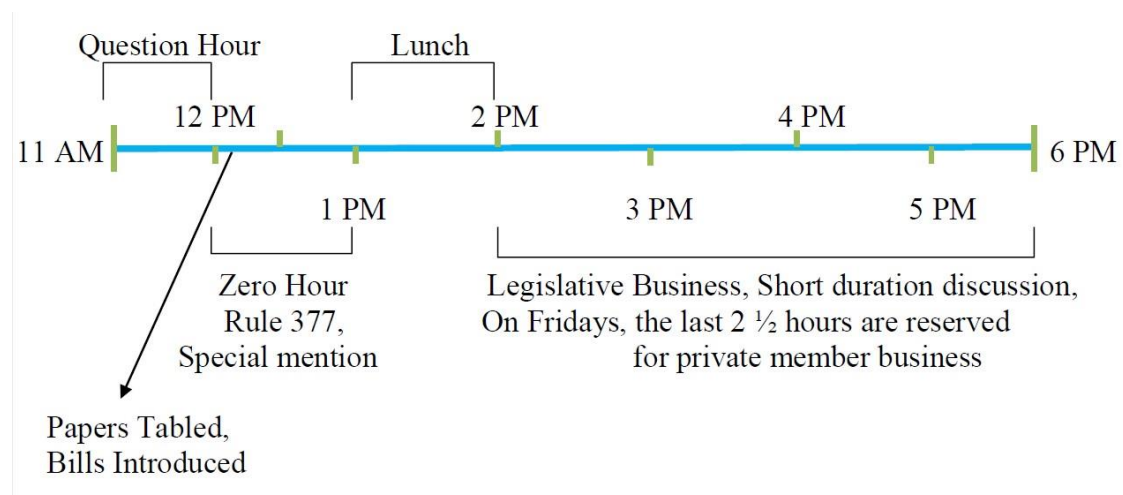 Question Hour
Lunch
12 PM
2 PM
4 PM
11 AM
6 PM
1 PM
3 PM
5 PM
Zero Hour
Rule 377,
Special mention
Legislative Business, Short duration discussion,
On Fridays, the last 2 ½ hours are reserved
for private member business
Papers Tabled,
Bills Introduced